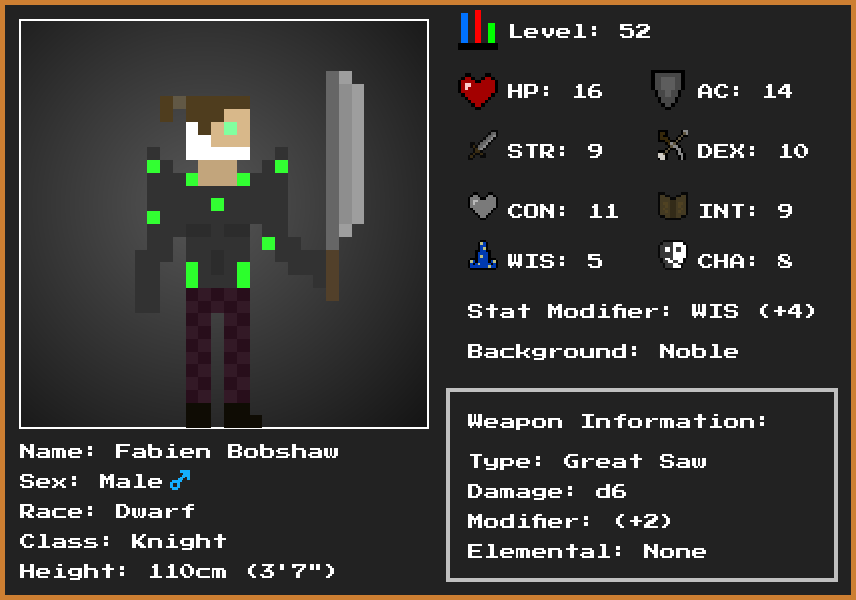 Level: 52
HP: 16 AC: 14
STR: 9 DEX: 10
CON: 11 INT: 9
WIS: 5 CHA: 8
Stat Modifier: WIS (+4)
Background: Noble
Weapon Information:
Type: Great Saw
Damage: d6
Modifier: (+2)
Elemental: None
Name: Fabien Bobshaw
Sex: Male ♂
Race: Dwarf
Class: Knight
Height: 110cm (3'7")